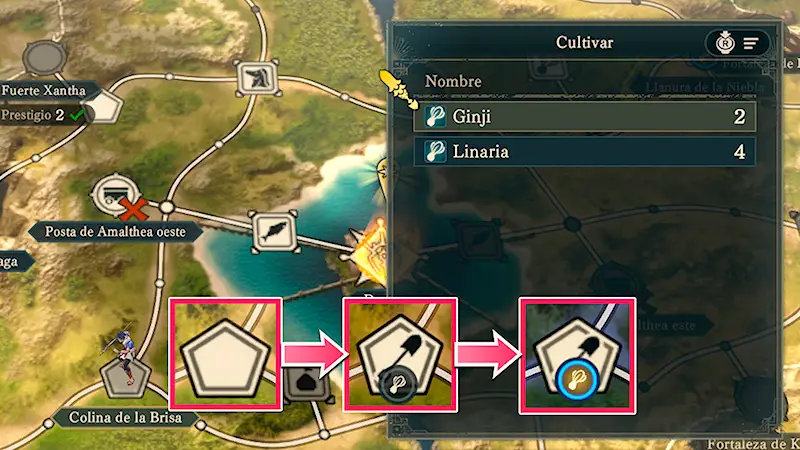 Cultivar
R
Nombre
Ginji 2
Linaria 4
Llanura de la Niebla
Fuerte Xantha
Prestigio 2
Posta de Amalthea oeste
aga
lthea este
Colina de la Brisa
Fortaleza de K